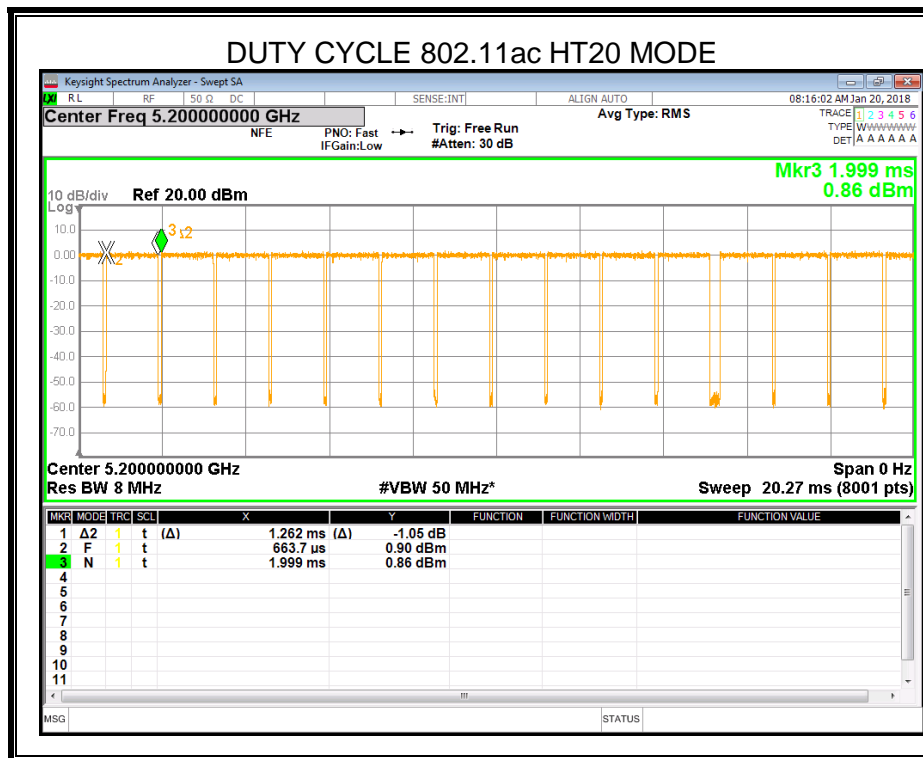 DUTY CYCLE 802.11ac HT20 MODE
Keysight Spectrum Analyzer - Swept SA
LXI RL RF 50 Ω DC SENSE:INT ALIGN AUTO 08:16:02 AM Jan 20, 2018
Center Freq 5.200000000 GHz Avg Type: RMS TRACE 1 2 3 4 5 6
NFE PNO: Fast Trig: Free Run TYPE WWWWWWW
IFGain:Low #Atten: 30 dB DET A A A A A A
Mkr3 1.999 ms
10 dB/div Ref 20.00 dBm 0.86 dBm
Log
10.0
3 Δ2
0.00
2
-10.0
-20.0
-30.0
-40.0
-50.0
-60.0
-70.0
Center 5.200000000 GHz Span 0 Hz
Res BW 8 MHz #VBW 50 MHz* Sweep 20.27 ms (8001 pts)
MKR MODE TRC SCL X Y FUNCTION FUNCTION WIDTH FUNCTION VALUE
1 Δ2 1 t (Δ) 1.262 ms (Δ) -1.05 dB
2 F 1 t 663.7 µs 0.90 dBm
3 N 1 t 1.999 ms 0.86 dBm
4
5
6
7
8
9
10
11
MSG STATUS